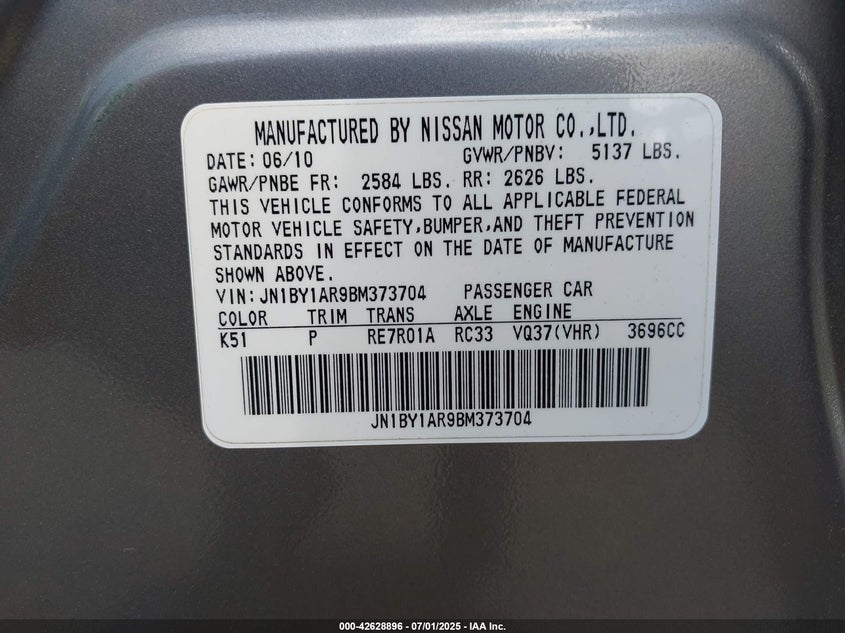 MANUFACTURED BY NISSAN MOTOR CO.,LTD.
DATE: 06/10 GVWR/PNBV: 5137 LBS.
GAWR/PNBE FR: 2584 LBS. RR: 2626 LBS.
THIS VEHICLE CONFORMS TO ALL APPLICABLE FEDERAL
MOTOR VEHICLE SAFETY,BUMPER,AND THEFT PREVENTION
STANDARDS IN EFFECT ON THE DATE OF MANUFACTURE
SHOWN ABOVE.
VIN:JN1BY1AR9BM373704 PASSENGER CAR
COLOR TRIM TRANS AXLE ENGINE
K51 P RE7R01A RC33 VQ37(VHR) 3696CC
JN1BY1AR9BM373704
000-42628896 - 07/01/2025 - IAA Inc.